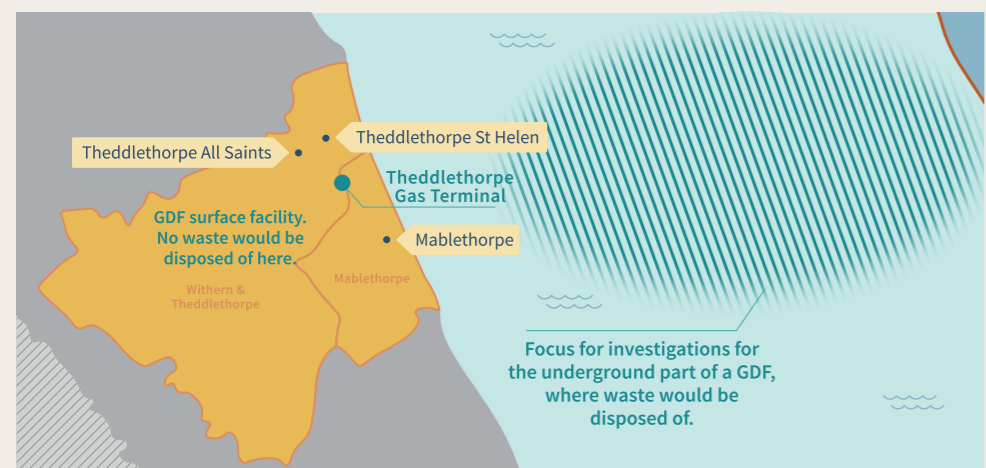 Theddlethorpe St Helen
Theddlethorpe All Saints
Theddlethorpe
Gas Terminal
GDF surface facility.
No waste would be
disposed of here.
Mablethorpe
Mablethorpe
Withern &
Theddlethorpe
Focus for investigations for
the underground part of a GDF,
where waste would be
disposed of.